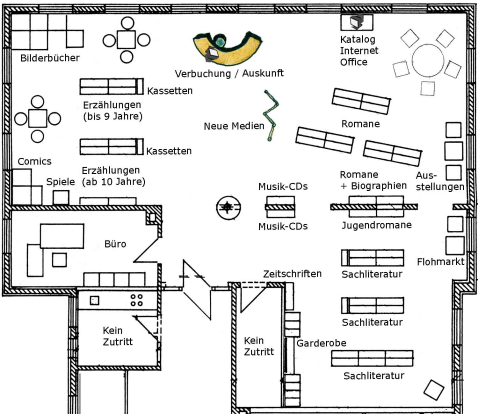 Bilderbücher
Verbuchung / Auskunft
Katalog
Internet
Office
Kassetten
Erzählungen
(bis 9 Jahre)
Neue Medien
Romane
Kassetten
Erzählungen
(ab 10 Jahre)
Comics
Spiele
Musik-CDs
Romane
+ Biographien
Aus-
stellungen
Musik-CDs
Jugendromane
Büro
Flohmarkt
Zeitschriften
Sachliteratur
Sachliteratur
Kein
Zutritt
Kein
Zutritt
Garderobe
Sachliteratur